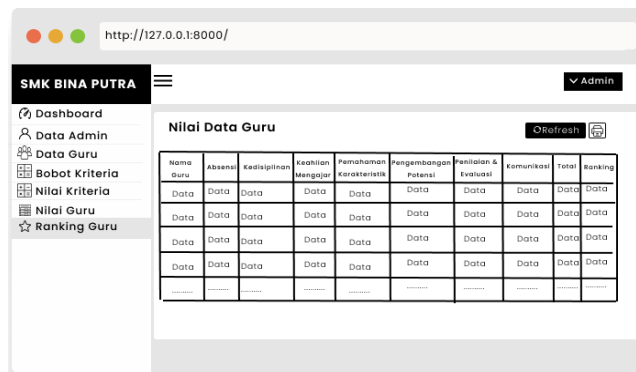 http://127.0.0.1:8000/
SMK BINA PUTRA
Admin
Dashboard
Data Admin
Data Guru
Bobot Kriteria
Nilai Kriteria
Nilai Guru
Ranking Guru
Nilai Data Guru
Refresh
Nama Guru Absensi Kedisiplinan Keahlian Mengajar Pemahaman Karakteristik Pengembangan Potensi Penilaian & Evaluasi Komunikasi Total Ranking
Data Data Data Data Data Data Data Data Data Data
Data Data Data Data Data Data Data Data Data Data
Data Data Data Data Data Data Data Data Data Data
Data Data Data Data Data Data Data Data Data Data
.......... .......... .......... .......... .......... .......... .......... .......... .......... ..........